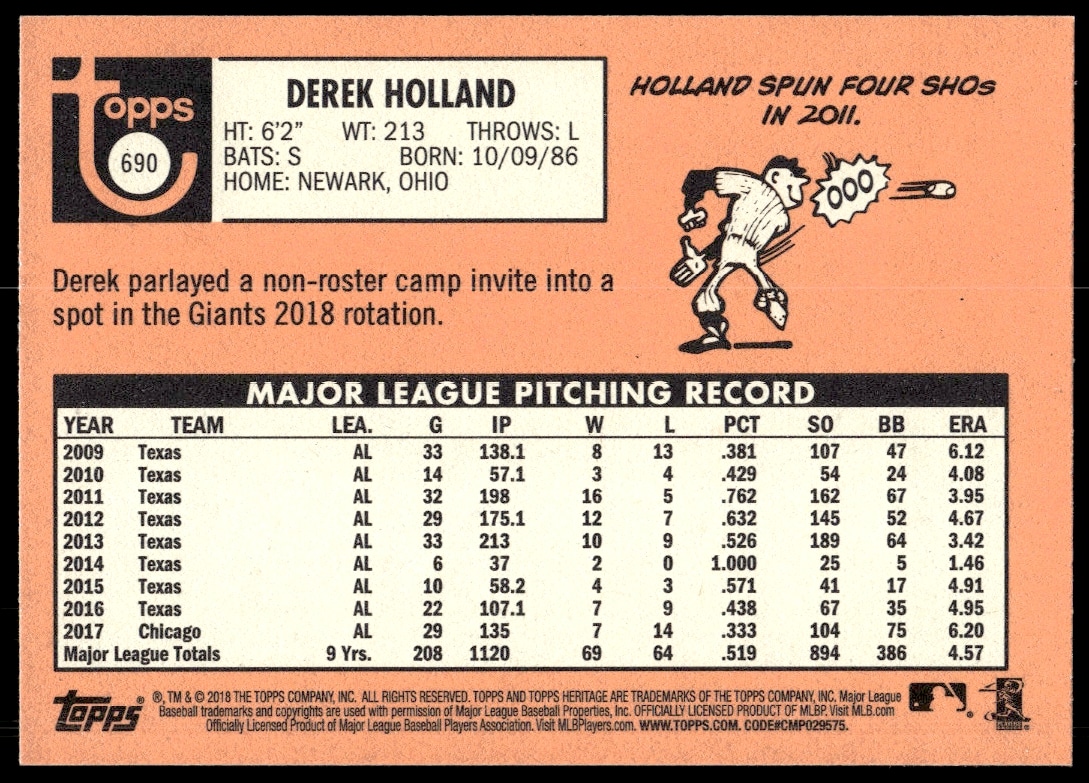 topps
690
DEREK HOLLAND
HT: 6'2" WT: 213 THROWS: L
BATS: S BORN: 10/09/86
HOME: NEWARK, OHIO
HOLLAND SPUN FOUR SHOs
IN 2011.
000
Derek parlayed a non-roster camp invite into a
spot in the Giants 2018 rotation.
MAJOR LEAGUE PITCHING RECORD
YEAR TEAM LEA. G IP W L PCT SO BB ERA
2009 Texas AL 33 138.1 8 13 .381 107 47 6.12
2010 Texas AL 14 57.1 3 4 .429 54 24 4.08
2011 Texas AL 32 198 16 5 .762 162 67 3.95
2012 Texas AL 29 175.1 12 7 .632 145 52 4.67
2013 Texas AL 33 213 10 9 .526 189 64 3.42
2014 Texas AL 6 37 2 0 1.000 25 5 1.46
2015 Texas AL 10 58.2 4 3 .571 41 17 4.91
2016 Texas AL 22 107.1 7 9 .438 67 35 4.95
2017 Chicago AL 29 135 7 14 .333 104 75 6.20
Major League Totals 9 Yrs. 208 1120 69 64 .519 894 386 4.57
topps ® ®, TM & © 2018 THE TOPPS COMPANY, INC. ALL RIGHTS RESERVED. TOPPS AND TOPPS HERITAGE ARE TRADEMARKS OF THE TOPPS COMPANY, INC. Major League
Baseball trademarks and copyrights are used with permission of Major League Baseball Properties, Inc. OFFICIALLY LICENSED PRODUCT OF MLBP. Visit MLB.com
Officially Licensed Product of Major League Baseball Players Association. Visit MLBPlayers.com. WWW.TOPPS.COM. CODE#CMP029575.